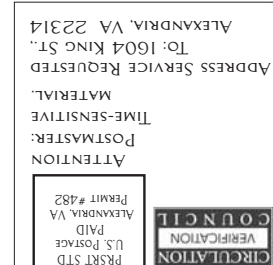 CIRCULATION
VERIFICATION
COUNCIL
PRSRT STD
U.S. POSTAGE
PAID
ALEXANDRIA, VA
PERMIT #482
ATTENTION
POSTMASTER:
TIME-SENSITIVE
MATERIAL.
ADDRESS SERVICE REQUESTED
TO: 1604 KING ST.,
ALEXANDRIA, VA 22314